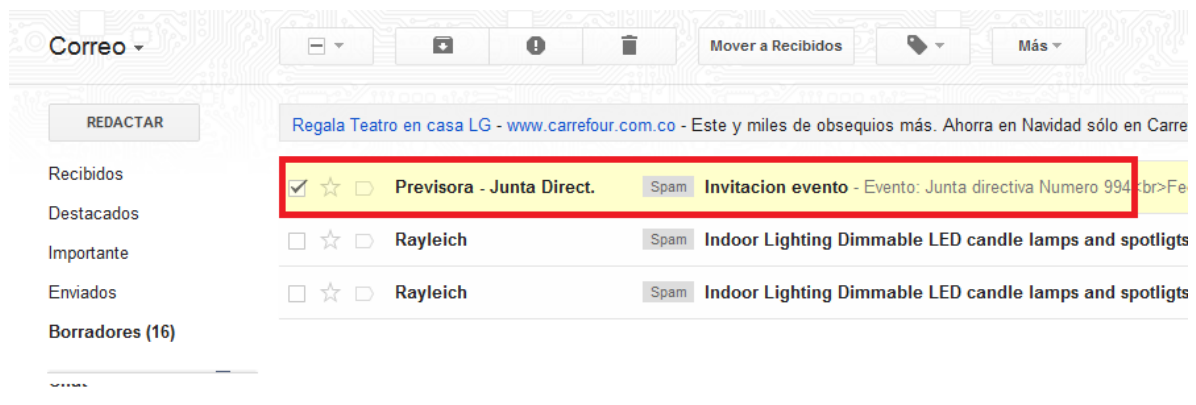 Correo
Mover a Recibidos
Más
REDACTAR
Regala Teatro en casa LG - www.carrefour.com.co - Este y miles de obsequios más. Ahorra en Navidad sólo en Carre
Recibidos
Previsora - Junta Direct. Spam Invitacion evento - Evento: Junta directiva Numero 994<br>Fe
Destacados
Rayleich Spam Indoor Lighting Dimmable LED candle lamps and spotligts
Importante
Enviados
Rayleich Spam Indoor Lighting Dimmable LED candle lamps and spotligts
Borradores (16)